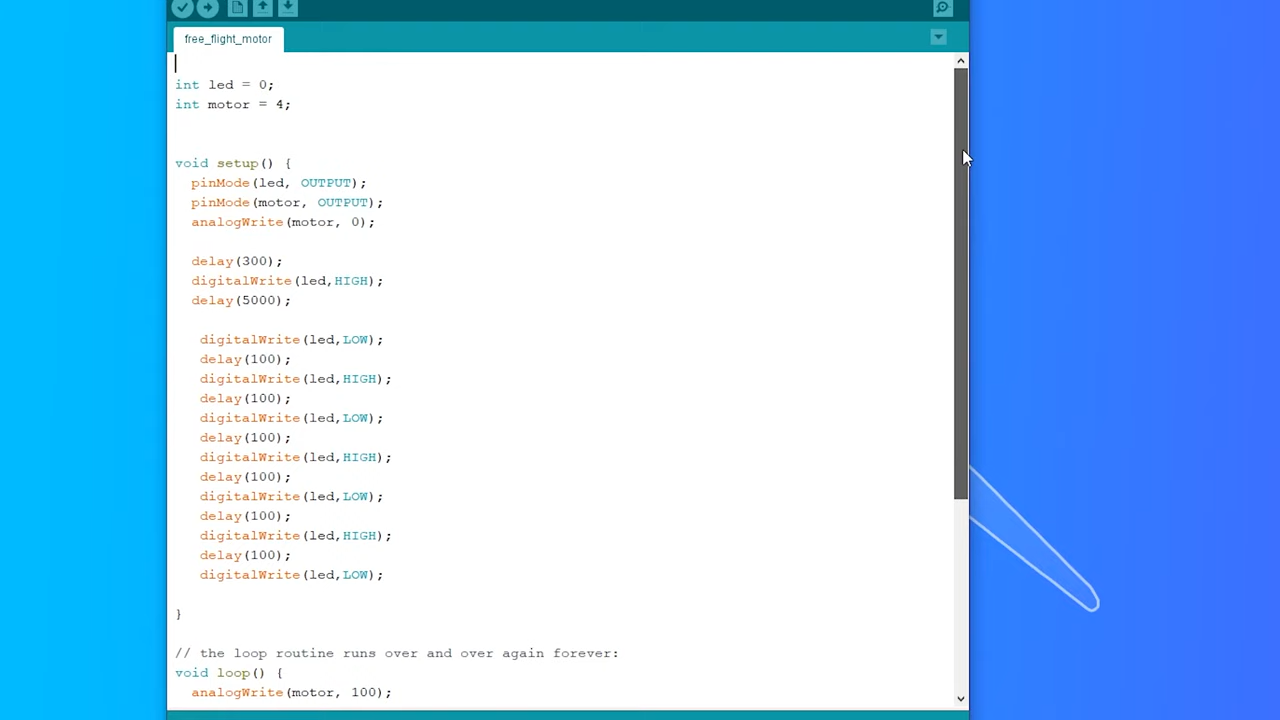 free_flight_motor
int led = 0;
int motor = 4;
void setup() {
pinMode(led, OUTPUT);
pinMode(motor, OUTPUT);
analogWrite(motor, 0);
delay(300);
digitalWrite(led,HIGH);
delay(5000);
digitalWrite(led,LOW);
delay(100);
digitalWrite(led,HIGH);
delay(100);
digitalWrite(led,LOW);
delay(100);
digitalWrite(led,HIGH);
delay(100);
digitalWrite(led,LOW);
delay(100);
digitalWrite(led,HIGH);
delay(100);
digitalWrite(led,LOW);
}
// the loop routine runs over and over again forever:
void loop() {
analogWrite(motor, 100);